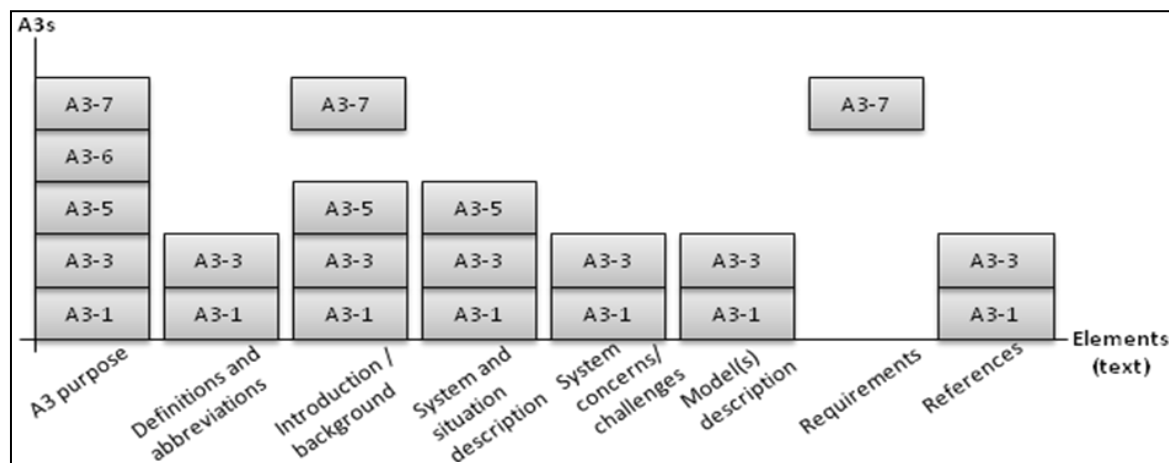 A3s
A3-7 A3-7 A3-7
A3-6
A3-5 A3-5 A3-5
A3-3 A3-3 A3-3 A3-3 A3-3 A3-3 A3-3
A3-1 A3-1 A3-1 A3-1 A3-1 A3-1 A3-1
Elements
(text)
A3 purpose
Definitions and
abbreviations
Introduction /
background
System and
situation
description
System
concerns/
challenges
Model(s)
description
Requirements
References